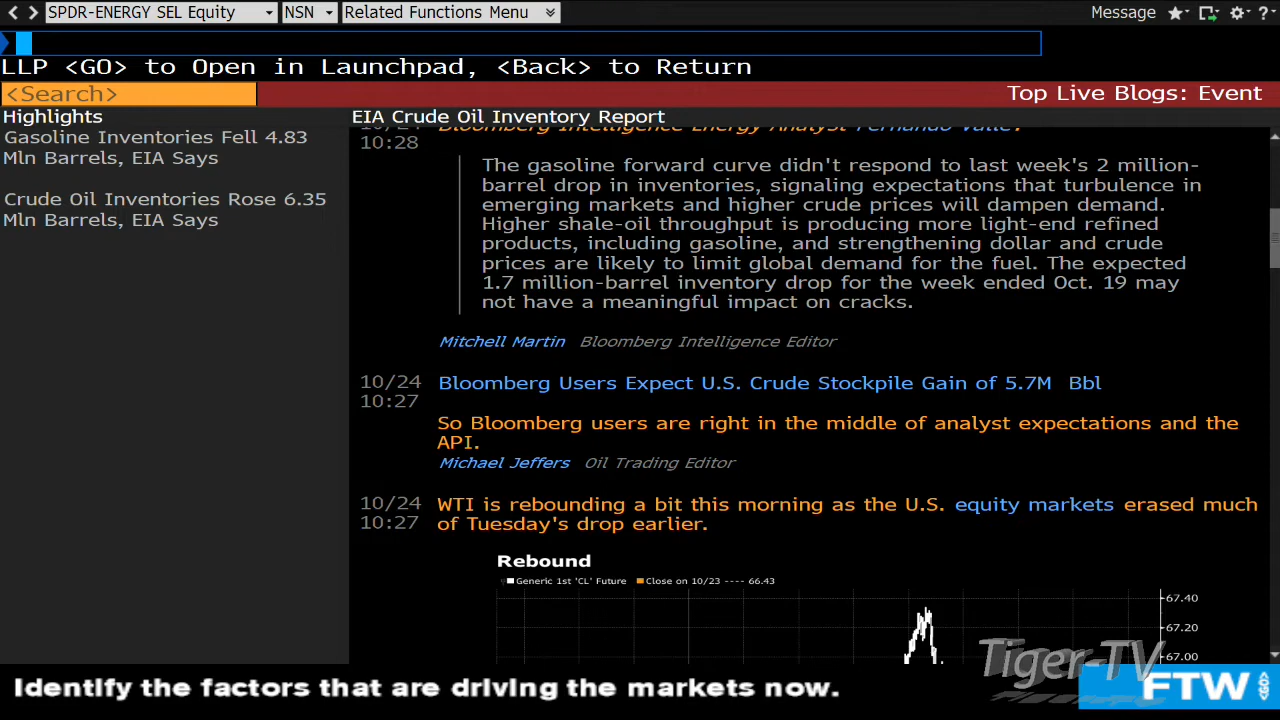 SPDR-ENERGY SEL Equity NSN Related Functions Menu Message
LLP <GO> to Open in Launchpad, <Back> to Return
<Search> Top Live Blogs: Event
Highlights
Gasoline Inventories Fell 4.83
Mln Barrels, EIA Says
Crude Oil Inventories Rose 6.35
Mln Barrels, EIA Says
EIA Crude Oil Inventory Report
10/24 Bloomberg Intelligence Energy Analyst Fernando Valle:
10:28
The gasoline forward curve didn't respond to last week's 2 million-
barrel drop in inventories, signaling expectations that turbulence in
emerging markets and higher crude prices will dampen demand.
Higher shale-oil throughput is producing more light-end refined
products, including gasoline, and strengthening dollar and crude
prices are likely to limit global demand for the fuel. The expected
1.7 million-barrel inventory drop for the week ended Oct. 19 may
not have a meaningful impact on cracks.
Mitchell Martin Bloomberg Intelligence Editor
10/24 Bloomberg Users Expect U.S. Crude Stockpile Gain of 5.7M Bbl
10:27
So Bloomberg users are right in the middle of analyst expectations and the
API.
Michael Jeffers Oil Trading Editor
10/24 WTI is rebounding a bit this morning as the U.S. equity markets erased much
10:27 of Tuesday's drop earlier.
Rebound
Generic 1st 'CL' Future Close on 10/23 ---- 66.43
67.40
67.20
67.00
Tiger-TV
Identify the factors that are driving the markets now.
FTW